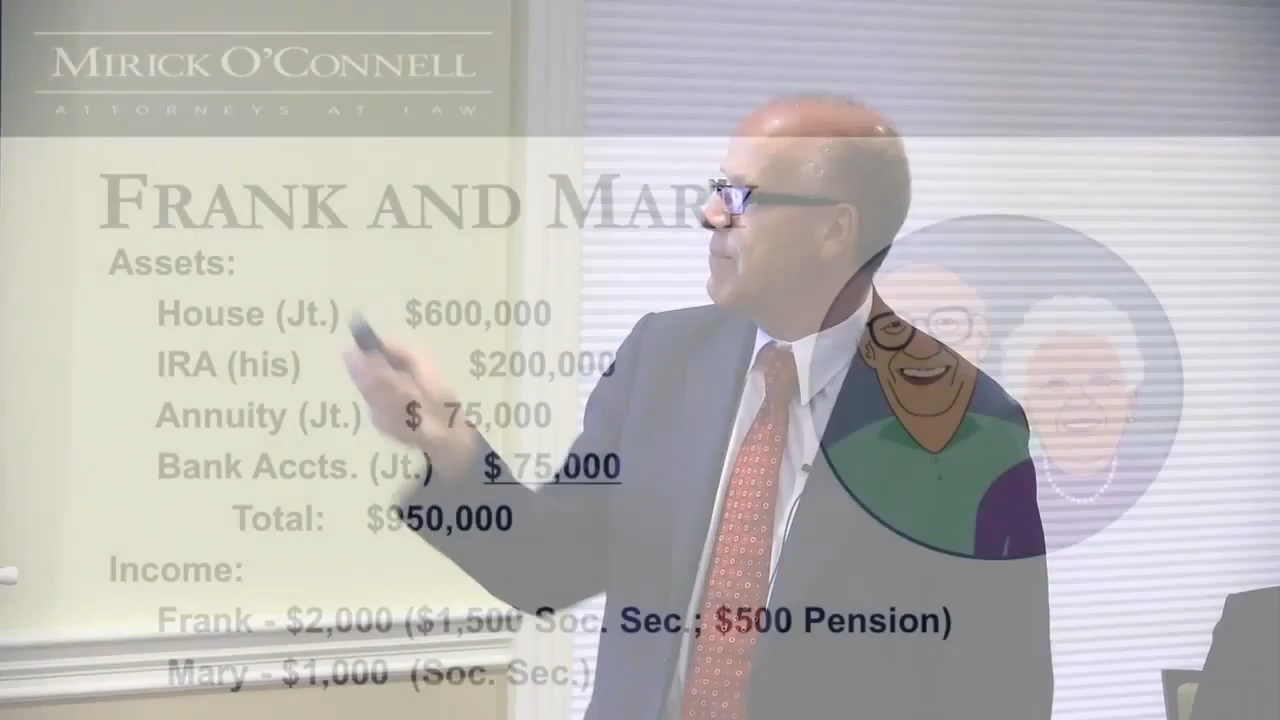 MIRICK O'CONNELL
ATTORNEYS AT LAW
FRANK AND MAR
Assets:
House (Jt.) $600,000
IRA (his) $200,000
Annuity (Jt.) $ 75,000
Bank Accts. (Jt.) $ 75,000
Total: $950,000
Income:
Frank - $2,000 ($1,500 Soc. Sec.; $500 Pension)
Mary - $1,000 (Soc. Sec.)